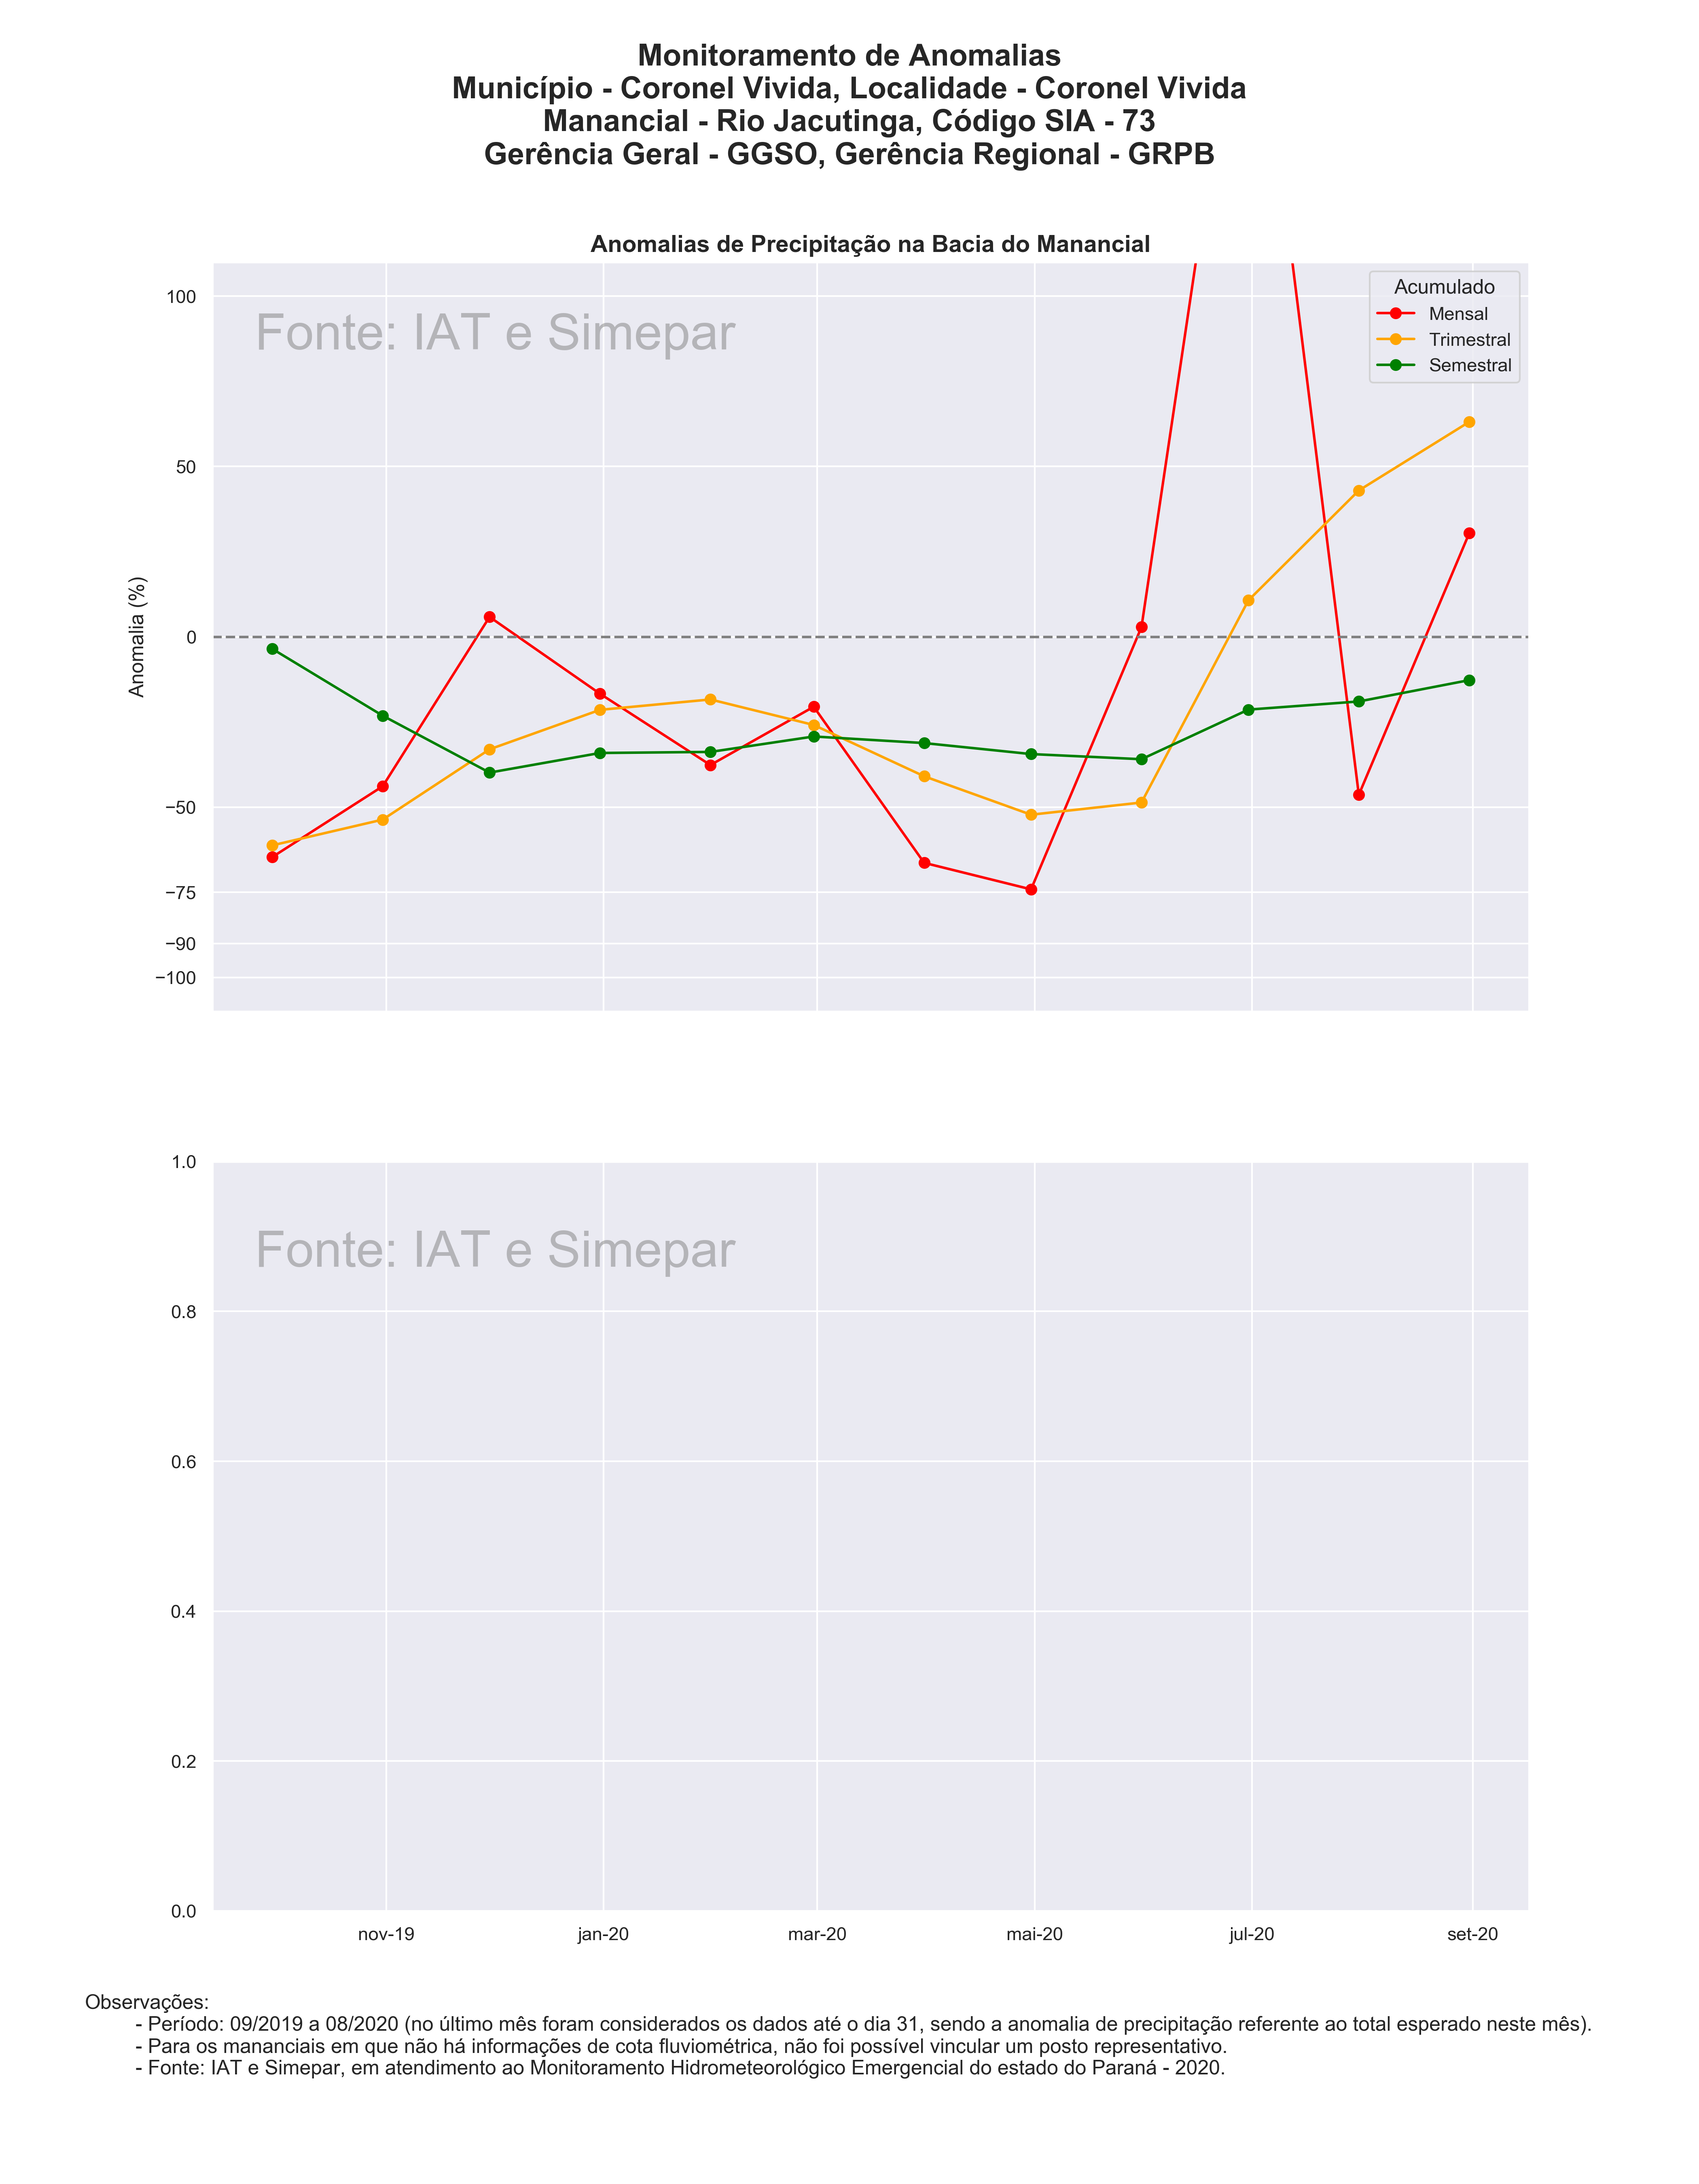 Monitoramento de Anomalias
Município - Coronel Vivida, Localidade - Coronel Vivida
Manancial - Rio Jacutinga, Código SIA - 73
Gerência Geral - GGSO, Gerência Regional - GRPB
Anomalias de Precipitação na Bacia do Manancial
Fonte: IAT e Simepar
Acumulado
Mensal
Trimestral
Semestral
Anomalia (%)
100
50
0
−50
−75
−90
−100
Fonte: IAT e Simepar
1.0
0.8
0.6
0.4
0.2
0.0
nov-19 jan-20 mar-20 mai-20 jul-20 set-20
Observações:
- Período: 09/2019 a 08/2020 (no último mês foram considerados os dados até o dia 31, sendo a anomalia de precipitação referente ao total esperado neste mês).
- Para os mananciais em que não há informações de cota fluviométrica, não foi possível vincular um posto representativo.
- Fonte: IAT e Simepar, em atendimento ao Monitoramento Hidrometeorológico Emergencial do estado do Paraná - 2020.